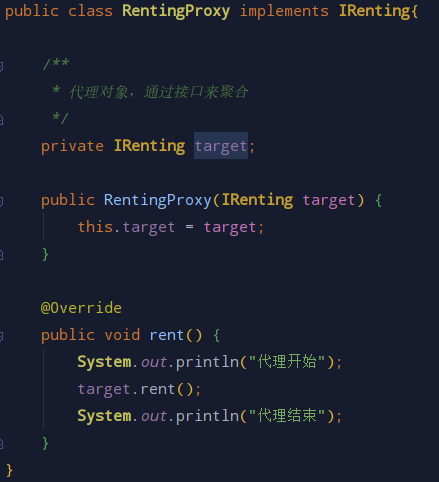 public class RentingProxy implements IRenting{
/**
* 代理对象，通过接口来聚合
*/
private IRenting target;
public RentingProxy(IRenting target) {
this.target = target;
}
@Override
public void rent() {
System.out.println("代理开始");
target.rent();
System.out.println("代理结束");
}
}